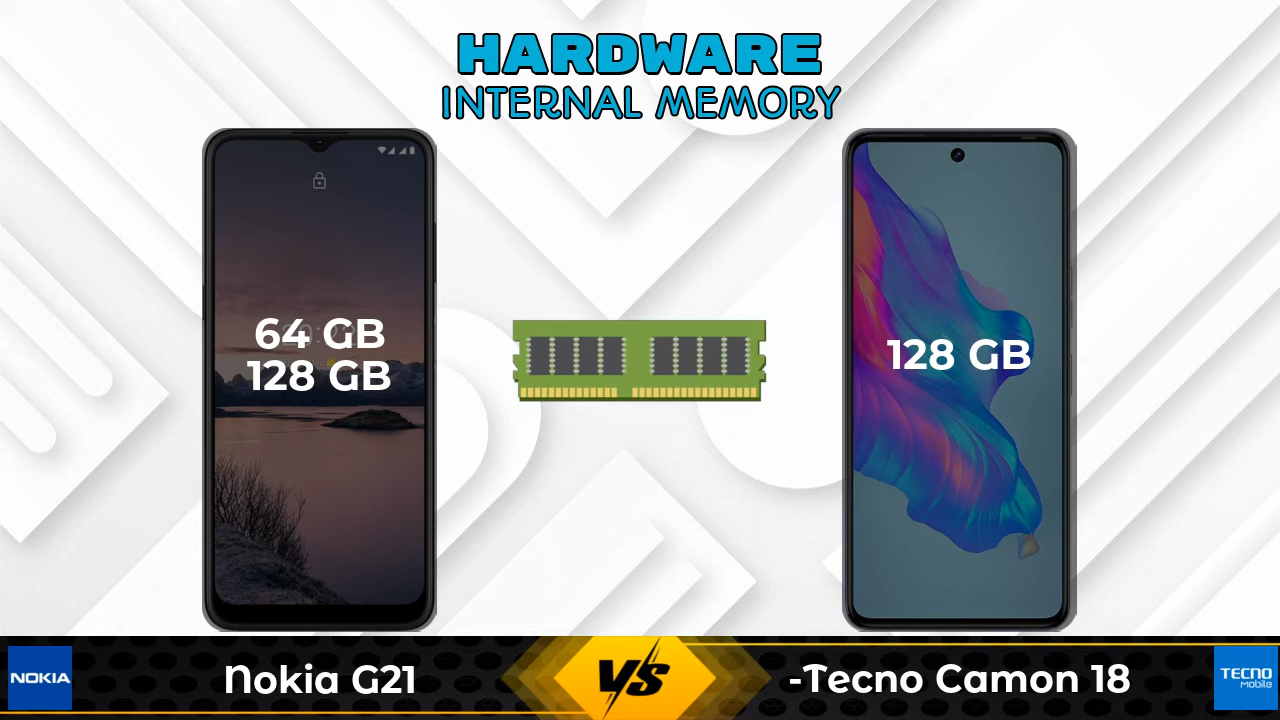 HARDWARE
INTERNAL MEMORY
64 GB
128 GB
128 GB
NOKIA
Nokia G21
VS
-Tecno Camon 18
TECNO
mobile